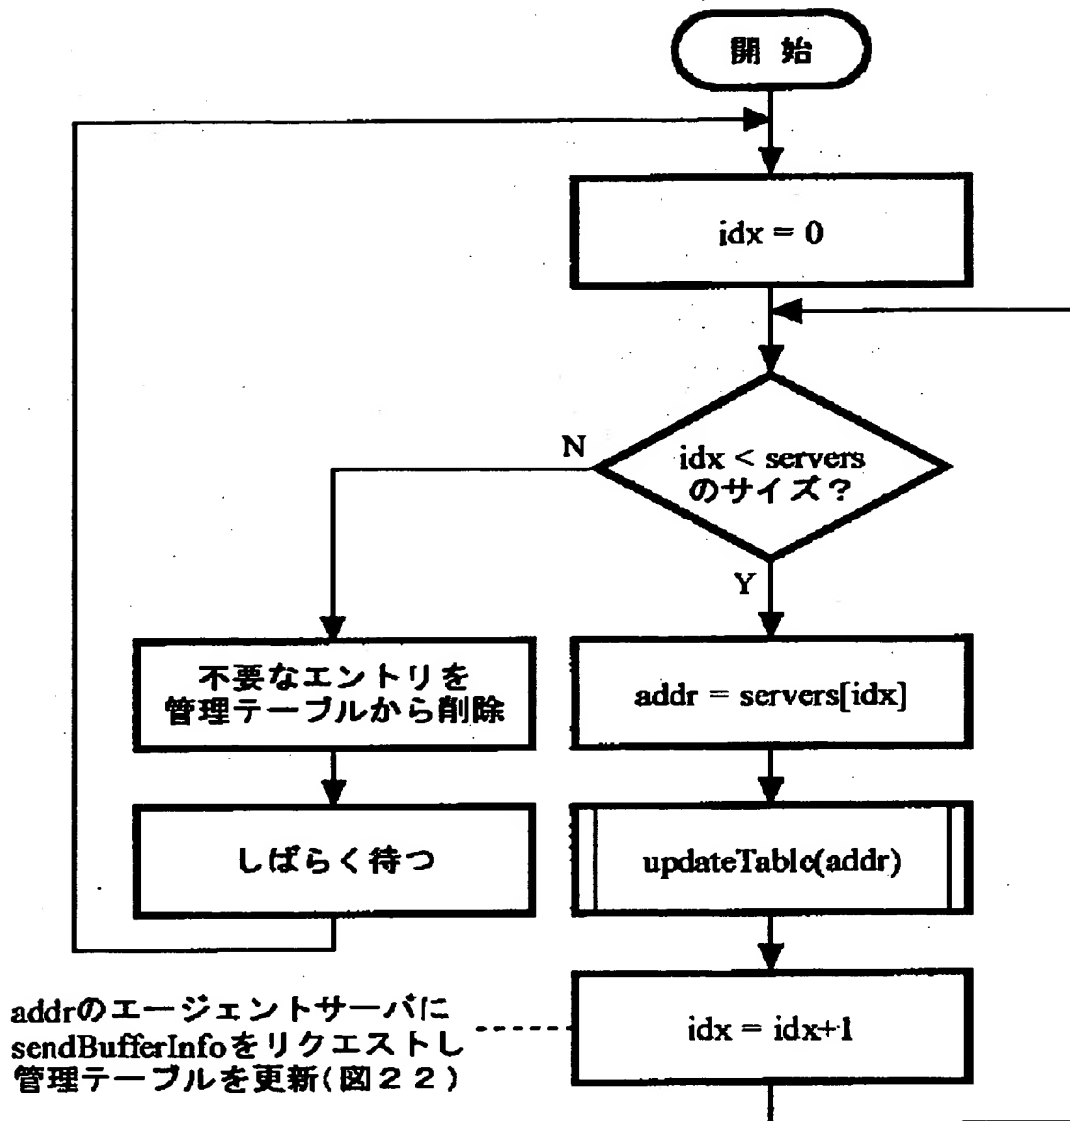 開始
idx = 0
idx < servers
のサイズ?
N
Y
不要なエントリを
管理テーブルから削除
addr = servers[idx]
しばらく待つ
updateTable(addr)
addrのエージェントサーバに
sendBufferInfoをリクエストし
管理テーブルを更新(図22)
idx = idx+1